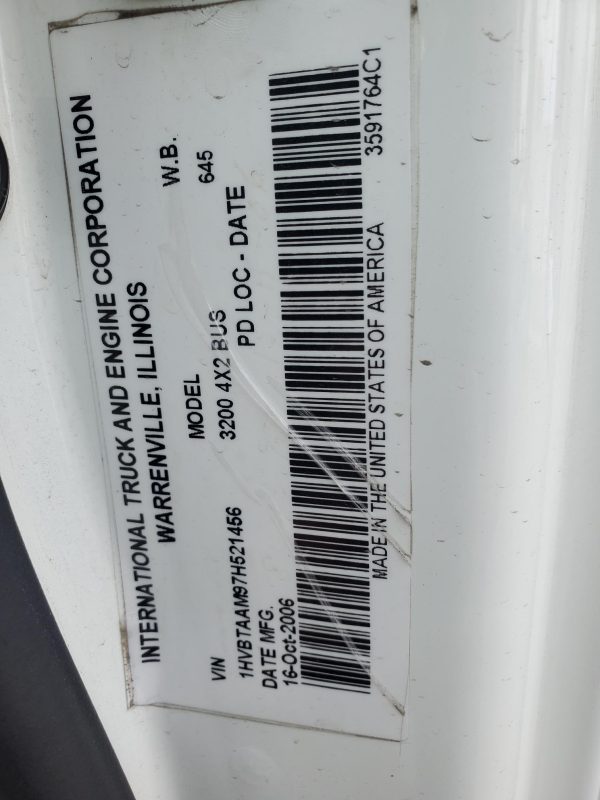 INTERNATIONAL TRUCK AND ENGINE CORPORATION
WARRENVILLE, ILLINOIS
MODEL W.B.
VIN 3200 4X2 BUS 645
1HVBTAAM97H521456 PD LOC - DATE
DATE MFG.
16-Oct-2006
MADE IN THE UNITED STATES OF AMERICA 3591764C1